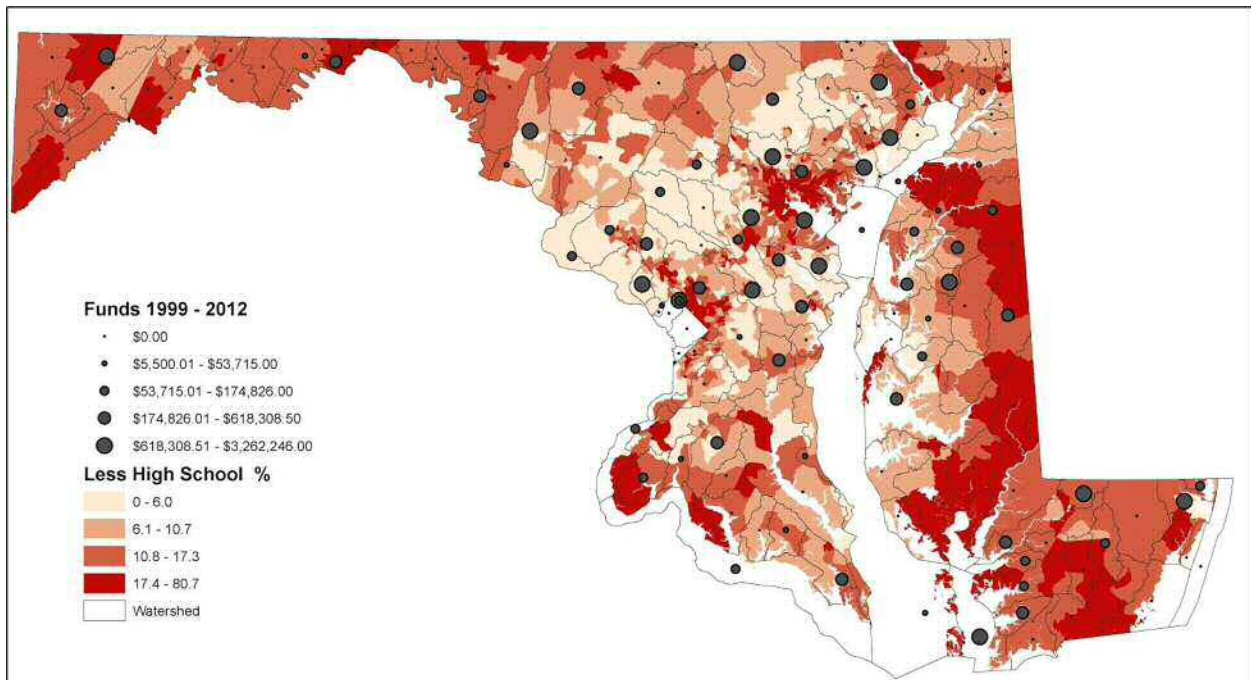 Funds 1999 - 2012
$0.00
$5,500.01 - $53,715.00
$53,715.01 - $174,826.00
$174,826.01 - $618,308.50
$618,308.51 - $3,262,246.00
Less High School %
0 - 6.0
6.1 - 10.7
10.8 - 17.3
17.4 - 80.7
Watershed